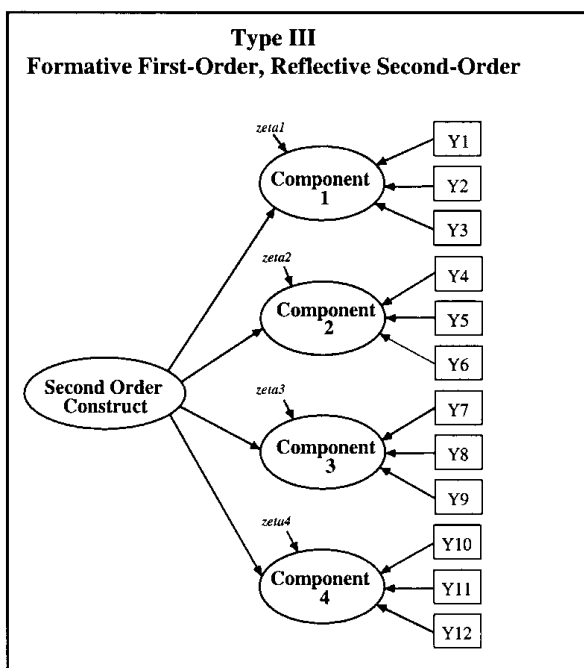 Type III
Formative First-Order, Reflective Second-Order
zeta1
Component
1
Y1
Y2
Y3
zeta2
Component
2
Y4
Y5
Y6
Second Order
Construct
zeta3
Component
3
Y7
Y8
Y9
zeta4
Component
4
Y10
Y11
Y12